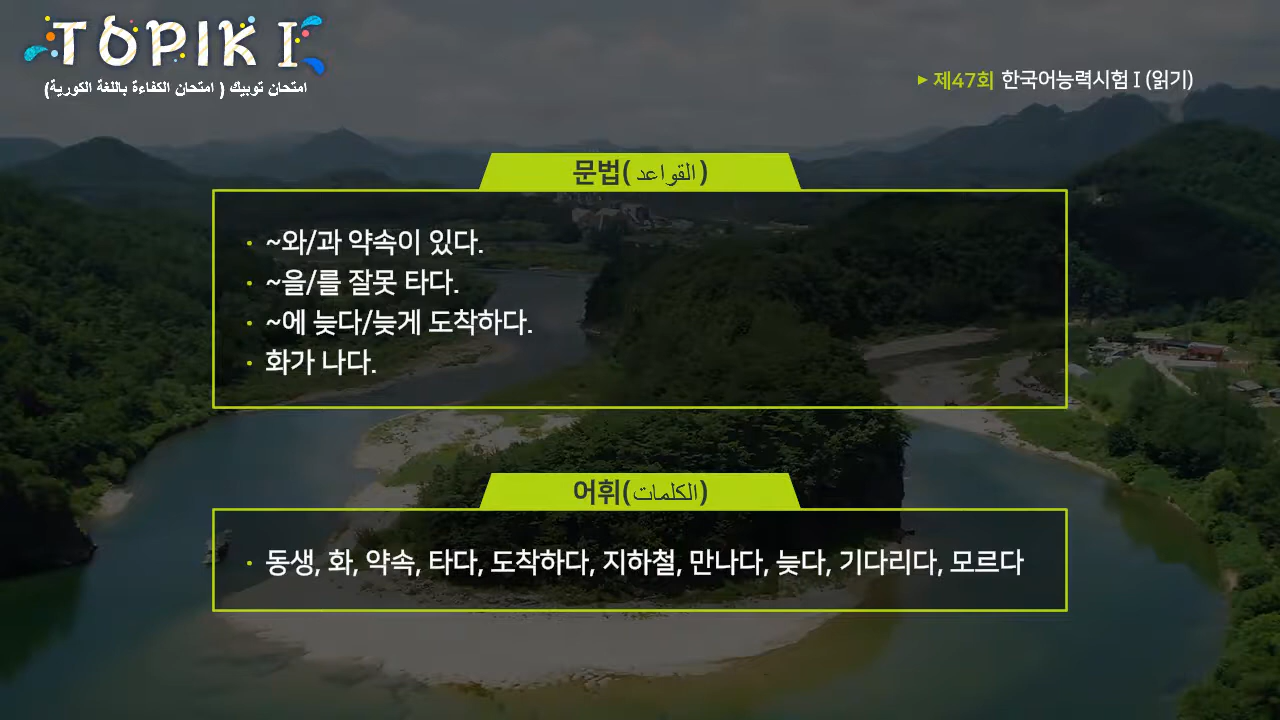 TOPIK I
امتحان توبيك ( امتحان الكفاءة باللغة الكورية)
▸ 제47회 한국어능력시험 I (읽기)
문법(القواعد)
• ~와/과 약속이 있다.
• ~을/를 잘못 타다.
• ~에 늦다/늦게 도착하다.
• 화가 나다.
어휘(الكلمات)
• 동생, 화, 약속, 타다, 도착하다, 지하철, 만나다, 늦다, 기다리다, 모르다